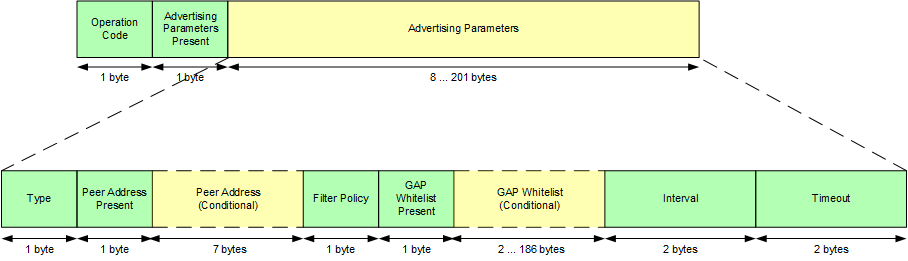 Operation
Code
Advertising
Parameters
Present
Advertising Parameters
1 byte
1 byte
8 ... 201 bytes
Type
Peer Address
Present
Peer Address
(Conditional)
Filter Policy
GAP
Whitelist
Present
GAP Whitelist
(Conditional)
Interval
Timeout
1 byte
1 byte
7 bytes
1 byte
1 byte
2 ... 186 bytes
2 bytes
2 bytes